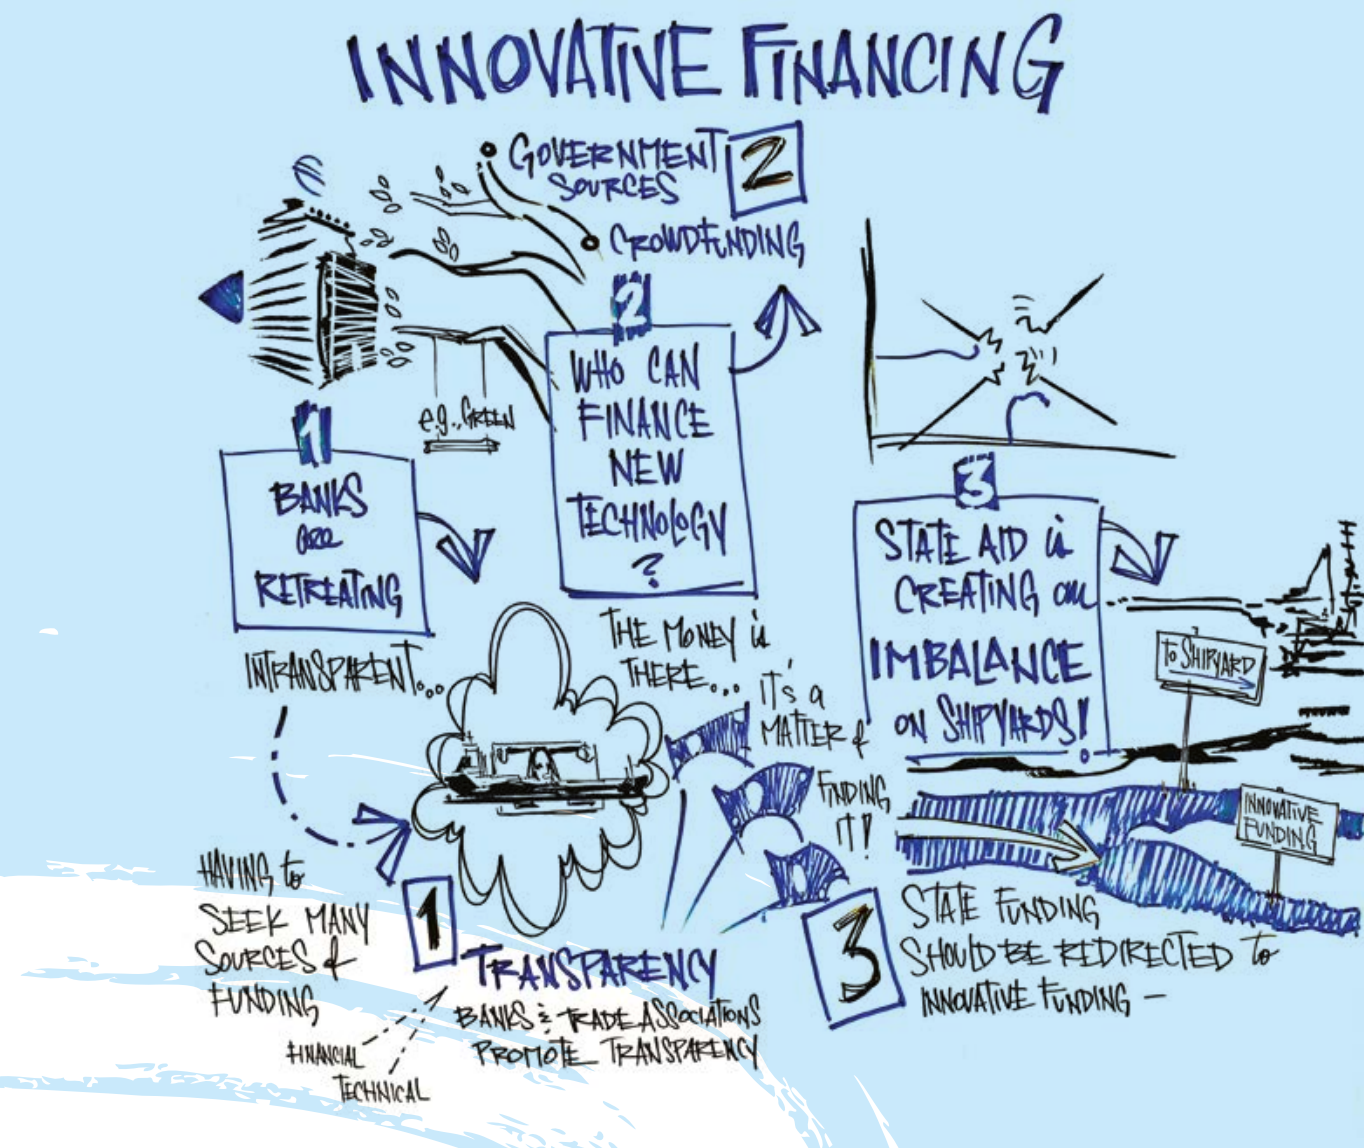 INNOVATIVE FINANCING
GOVERNMENT
SOURCES
2
CROWDFUNDING
2
WHO CAN
FINANCE
NEW
TECHNOLOGY
?
e.g., GREEN
1
BANKS
are
RETREATING
INTRANSPARENT...
THE MONEY is
THERE...
it's a
MATTER of
FINDING
IT!
3
STATE AID is
CREATING an
IMBALANCE
ON SHIPYARDS!
TO SHIPYARD
INNOVATIVE
FUNDING
HAVING to
SEEK MANY
SOURCES of
FUNDING
1
TRANSPARENCY
BANKS & TRADE ASSOCIATIONS
PROMOTE TRANSPARENCY
FINANCIAL
TECHNICAL
3
STATE FUNDING
SHOULD BE REDIRECTED to
INNOVATIVE FUNDING –